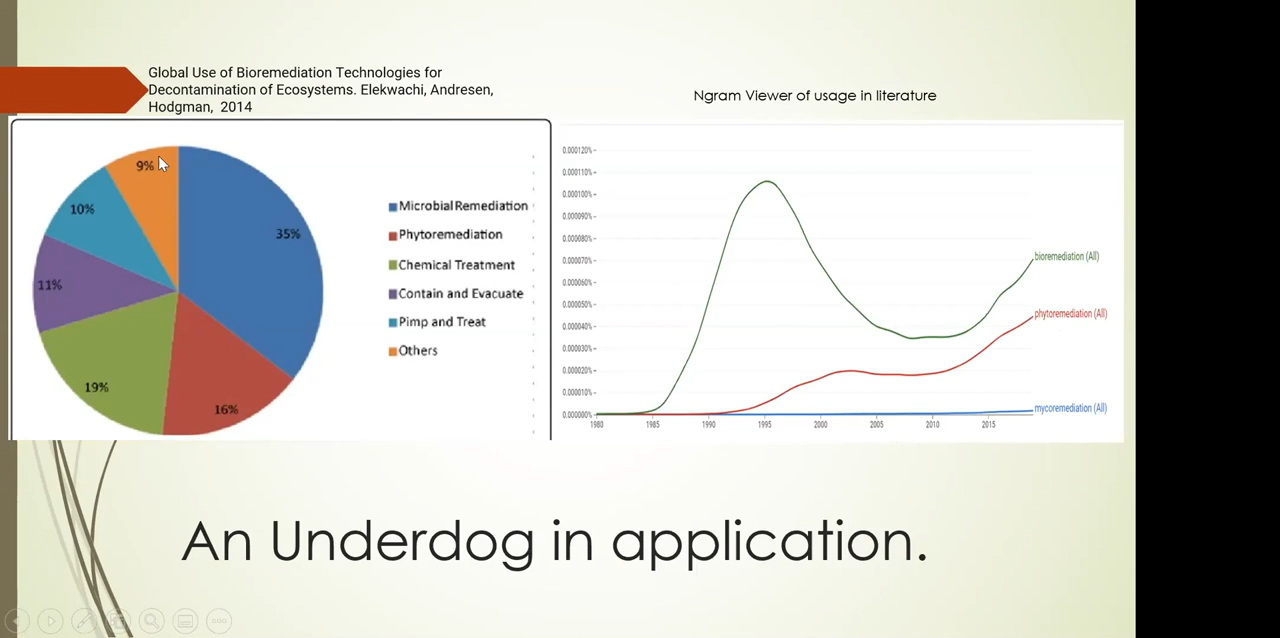 Global Use of Bioremediation Technologies for
Decontamination of Ecosystems. Elekwachi, Andresen,
Hodgman, 2014
9%
10%
35%
11%
19%
16%
Microbial Remediation
Phytoremediation
Chemical Treatment
Contain and Evacuate
Pimp and Treat
Others
Ngram Viewer of usage in literature
0.000120%
0.000110%
0.000100%
0.000090%
0.000080%
0.000070%
0.000060%
0.000050%
0.000040%
0.000030%
0.000020%
0.000010%
0.000000%
1980 1985 1990 1995 2000 2005 2010 2015
bioremediation (All)
phytoremediation (All)
mycoremediation (All)
An Underdog in application.